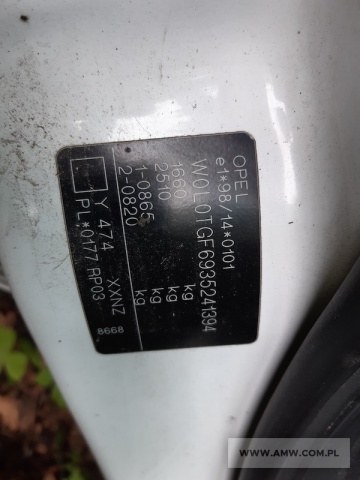 OPEL
e1*98/14*0101
W0L0TGF6935241394
1660 kg
2510 kg
1-0865 kg
2-0820 kg
Y 474 XXNZ
PL*0177 RP03
8668
WWW.AMW.COM.PL